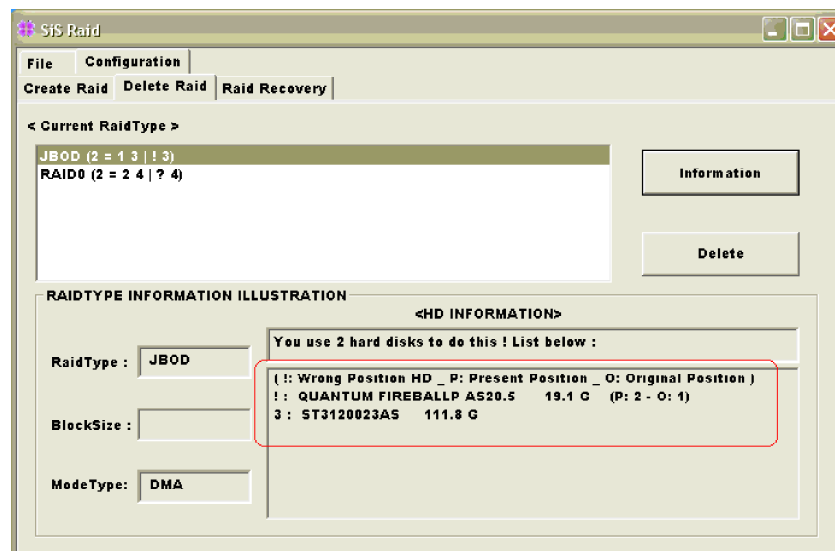 SiS Raid
File Configuration
Create Raid Delete Raid Raid Recovery
< Current RaidType >
JBOD (2 = 1 3 | ! 3)
RAID0 (2 = 2 4 | ? 4)
Information
Delete
RAIDTYPE INFORMATION ILLUSTRATION
<HD INFORMATION>
You use 2 hard disks to do this ! List below :
RaidType : JBOD
( !: Wrong Position HD _ P: Present Position _ O: Original Position )
! : QUANTUM FIREBALLP AS20.5 19.1 G (P: 2 - O: 1)
3 : ST3120023AS 111.8 G
BlockSize :
ModeType: DMA